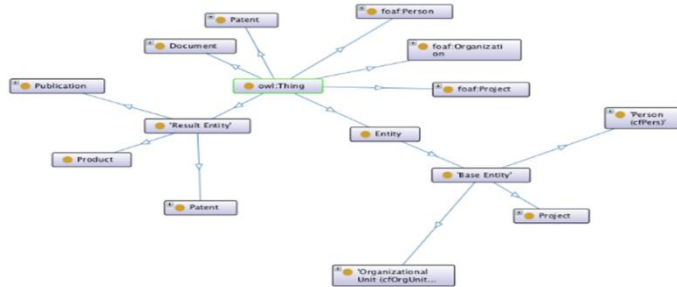 Patent
foaf:Person
Document
foaf:Organizati
on
Publication
owl:Thing
foaf:Project
'Result Entity'
Entity
'Person
(cfPers)'
Product
'Base Entity'
Patent
Project
'Organizational
Unit (cfOrgUnit...